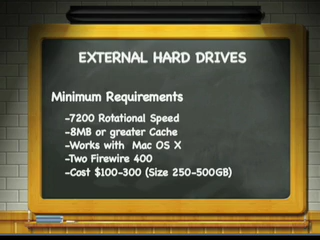 EXTERNAL HARD DRIVES
Minimum Requirements
-7200 Rotational Speed
-8MB or greater Cache
-Works with Mac OS X
-Two Firewire 400
-Cost $100-300 (Size 250-500GB)